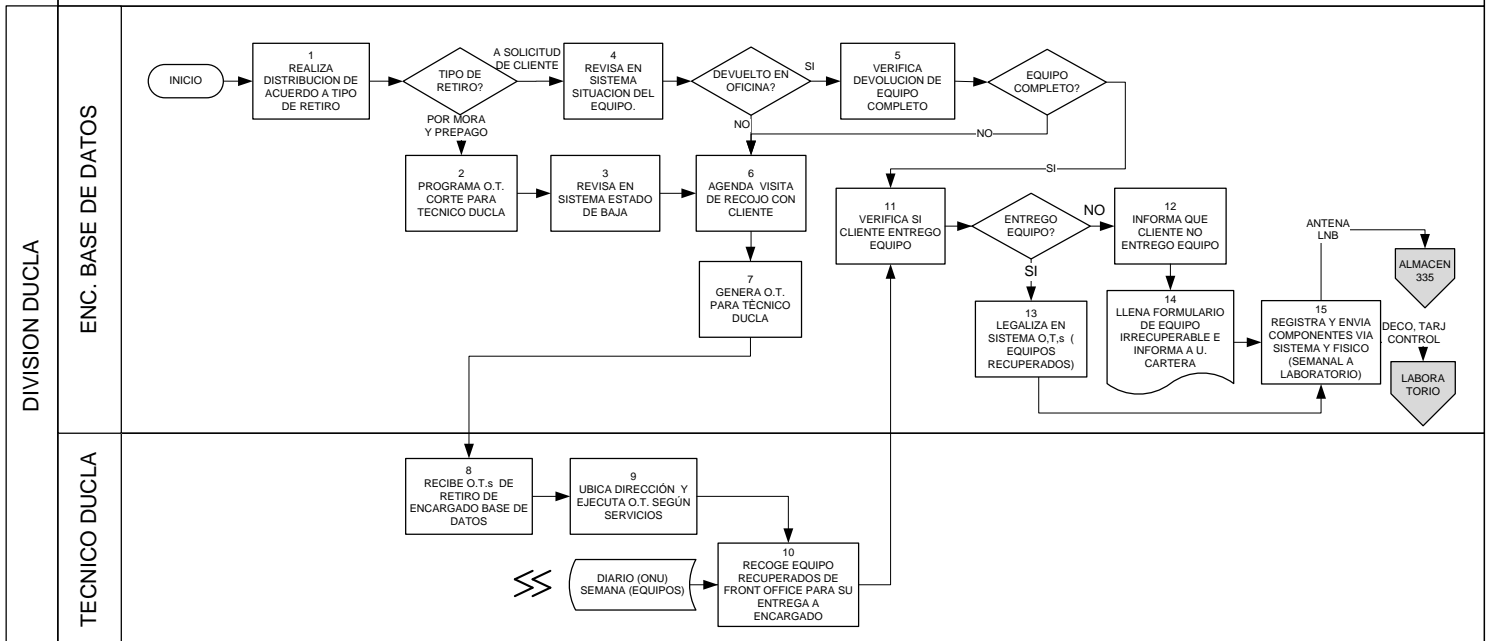 DIVISION DUCLA
ENC. BASE DE DATOS
INICIO
1
REALIZA
DISTRIBUCION DE
ACUERDO A TIPO
DE RETIRO
TIPO DE
RETIRO?
A SOLICITUD
DE CLIENTE
POR MORA
Y PREPAGO
4
REVISA EN
SISTEMA
SITUACION DEL
EQUIPO.
DEVUELTO EN
OFICINA?
SI
NO
5
VERIFICA
DEVOLUCION DE
EQUIPO
COMPLETO
EQUIPO
COMPLETO?
NO
SI
2
PROGRAMA O.T.
CORTE PARA
TECNICO DUCLA
3
REVISA EN
SISTEMA ESTADO
DE BAJA
6
AGENDA VISITA
DE RECOJO CON
CLIENTE
7
GENERA O.T.
PARA TÈCNICO
DUCLA
11
VERIFICA SI
CLIENTE ENTREGO
EQUIPO
ENTREGO
EQUIPO?
NO
SI
12
INFORMA QUE
CLIENTE NO
ENTREGO EQUIPO
13
LEGALIZA EN
SISTEMA O,T,s (
EQUIPOS
RECUPERADOS)
14
LLENA FORMULARIO
DE EQUIPO
IRRECUPERABLE E
INFORMA A U.
CARTERA
15
REGISTRA Y ENVIA
COMPONENTES VIA
SISTEMA Y FISICO
(SEMANAL A
LABORATORIO)
ANTENA
LNB
ALMACEN
335
DECO, TARJ
CONTROL
LABORA
TORIO
TECNICO DUCLA
8
RECIBE O.T.s DE
RETIRO DE
ENCARGADO BASE DE
DATOS
9
UBICA DIRECCIÓN Y
EJECUTA O.T. SEGÚN
SERVICIOS
DIARIO (ONU)
SEMANA (EQUIPOS)
10
RECOGE EQUIPO
RECUPERADOS DE
FRONT OFFICE PARA SU
ENTREGA A
ENCARGADO